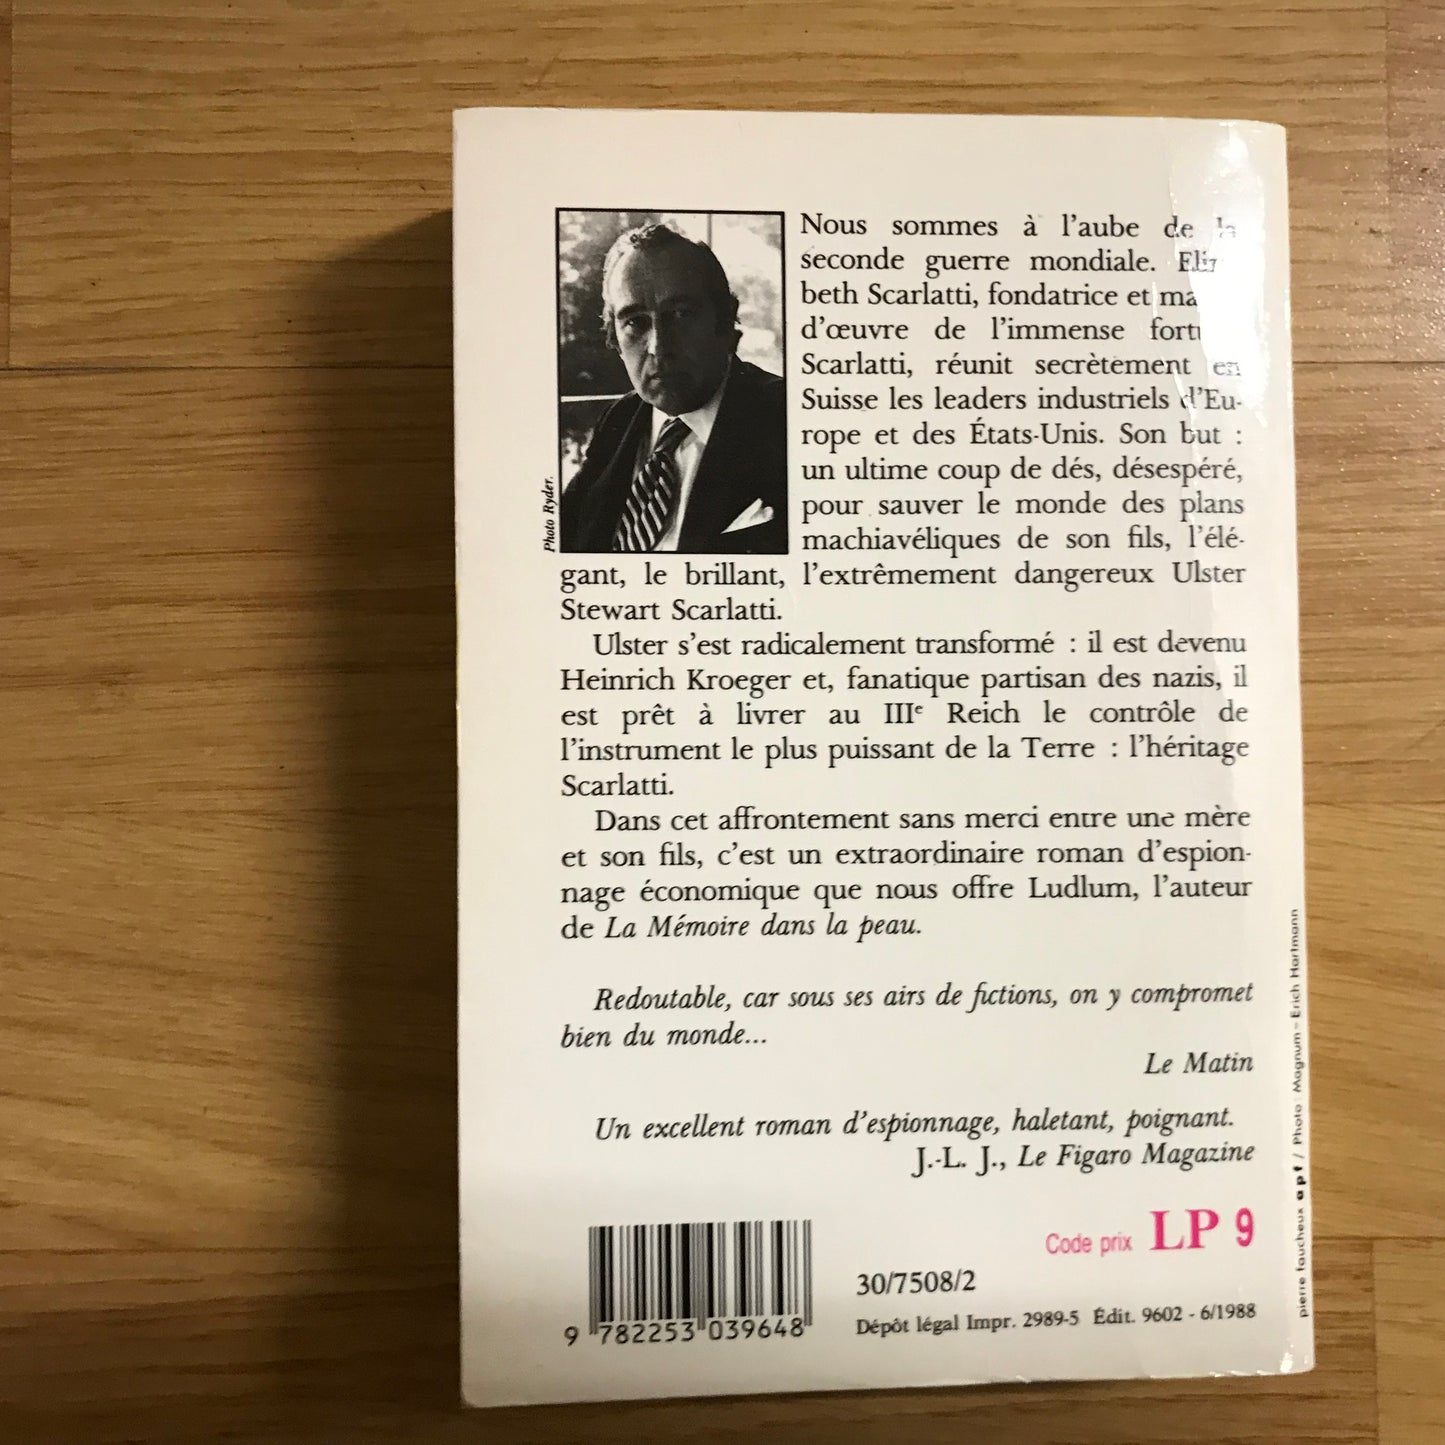 Nous sommes à l'aube de la
seconde guerre mondiale.
beth Scarlatti, fondatrice et
d'œuvre de l'immense
Scarlatti, réunit secrètement en
Suisse les leaders industriels d'Eu-
rope et des États-Unis. Son but :
un ultime coup de dés, désespéré,
pour sauver le monde des plans
machiavéliques de son fils, l'élé-
gant, le brillant, l'extrêmement dangereux Ulster
Stewart Scarlatti.
Ulster s'est radicalement transformé : il est devenu
Heinrich Kroeger et, fanatique partisan des nazis, il
est prêt à livrer au IIIe Reich le contrôle de
l'instrument le plus puissant de la Terre : l'héritage
Scarlatti.
Dans cet affrontement sans merci entre une mère
et son fils, c'est un extraordinaire roman d'espion-
nage économique que nous offre Ludlum, l'auteur
de La Mémoire dans la peau.
Redoutable, car sous ses airs de fictions, on y compromet
bien du monde...
Le Matin
Un excellent roman d'espionnage, haletant, poignant.
J.-L. J., Le Figaro Magazine
Code prix LP 9
30/7508/2
Dépôt légal Impr. 2989-5 Édit. 9602 - 6/1988
9 782253 039648
Photo Ryder.
pierre faucheux apf / Photo : Magnum - Erich Hartmann